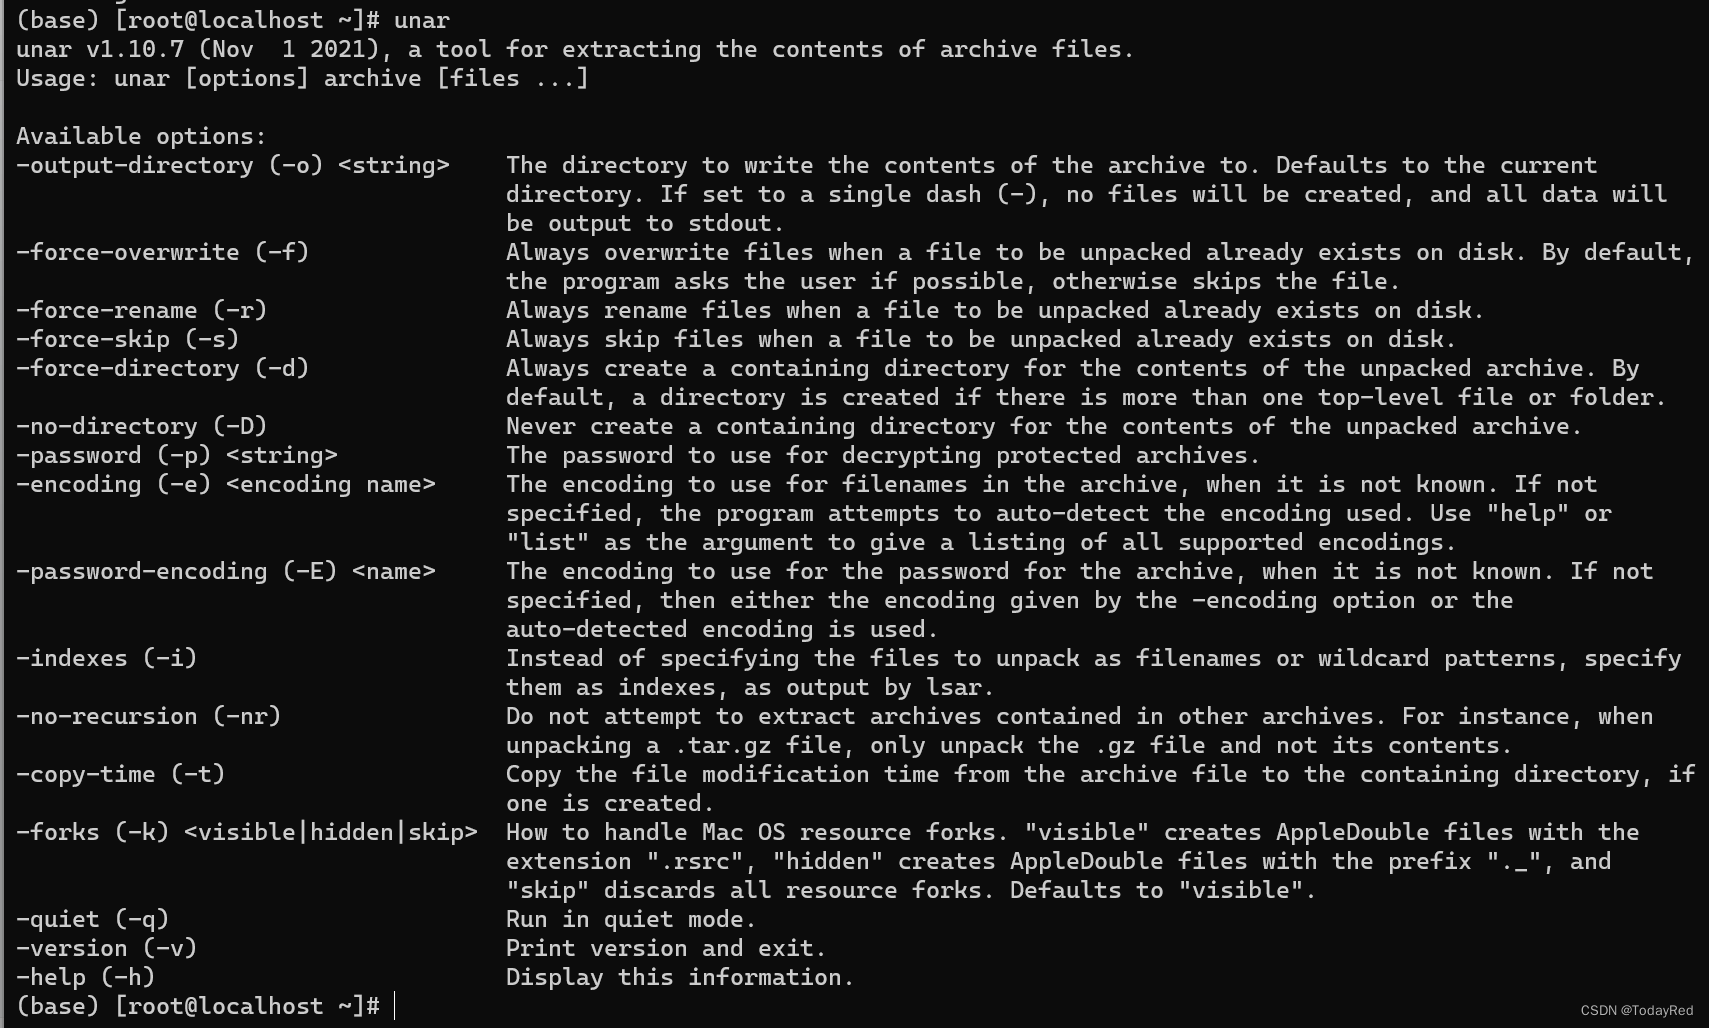 (base) [root@localhost ~]# unar
unar v1.10.7 (Nov  1 2021), a tool for extracting the contents of archive files.
Usage: unar [options] archive [files ...]

Available options:
-output-directory (-o) <string>    The directory to write the contents of the archive to. Defaults to the current
                                   directory. If set to a single dash (-), no files will be created, and all data will
                                   be output to stdout.
-force-overwrite (-f)              Always overwrite files when a file to be unpacked already exists on disk. By default,
                                   the program asks the user if possible, otherwise skips the file.
-force-rename (-r)                 Always rename files when a file to be unpacked already exists on disk.
-force-skip (-s)                   Always skip files when a file to be unpacked already exists on disk.
-force-directory (-d)              Always create a containing directory for the contents of the unpacked archive. By
                                   default, a directory is created if there is more than one top-level file or folder.
-no-directory (-D)                 Never create a containing directory for the contents of the unpacked archive.
-password (-p) <string>            The password to use for decrypting protected archives.
-encoding (-e) <encoding name>     The encoding to use for filenames in the archive, when it is not known. If not
                                   specified, the program attempts to auto-detect the encoding used. Use "help" or
                                   "list" as the argument to give a listing of all supported encodings.
-password-encoding (-E) <name>     The encoding to use for the password for the archive, when it is not known. If not
                                   specified, then either the encoding given by the -encoding option or the
                                   auto-detected encoding is used.
-indexes (-i)                      Instead of specifying the files to unpack as filenames or wildcard patterns, specify
                                   them as indexes, as output by lsar.
-no-recursion (-nr)                Do not attempt to extract archives contained in other archives. For instance, when
                                   unpacking a .tar.gz file, only unpack the .gz file and not its contents.
-copy-time (-t)                    Copy the file modification time from the archive file to the containing directory, if
                                   one is created.
-forks (-k) <visible|hidden|skip>  How to handle Mac OS resource forks. "visible" creates AppleDouble files with the
                                   extension ".rsrc", "hidden" creates AppleDouble files with the prefix "._", and
                                   "skip" discards all resource forks. Defaults to "visible".
-quiet (-q)                        Run in quiet mode.
-version (-v)                      Print version and exit.
-help (-h)                         Display this information.
(base) [root@localhost ~]#
CSDN @TodayRed